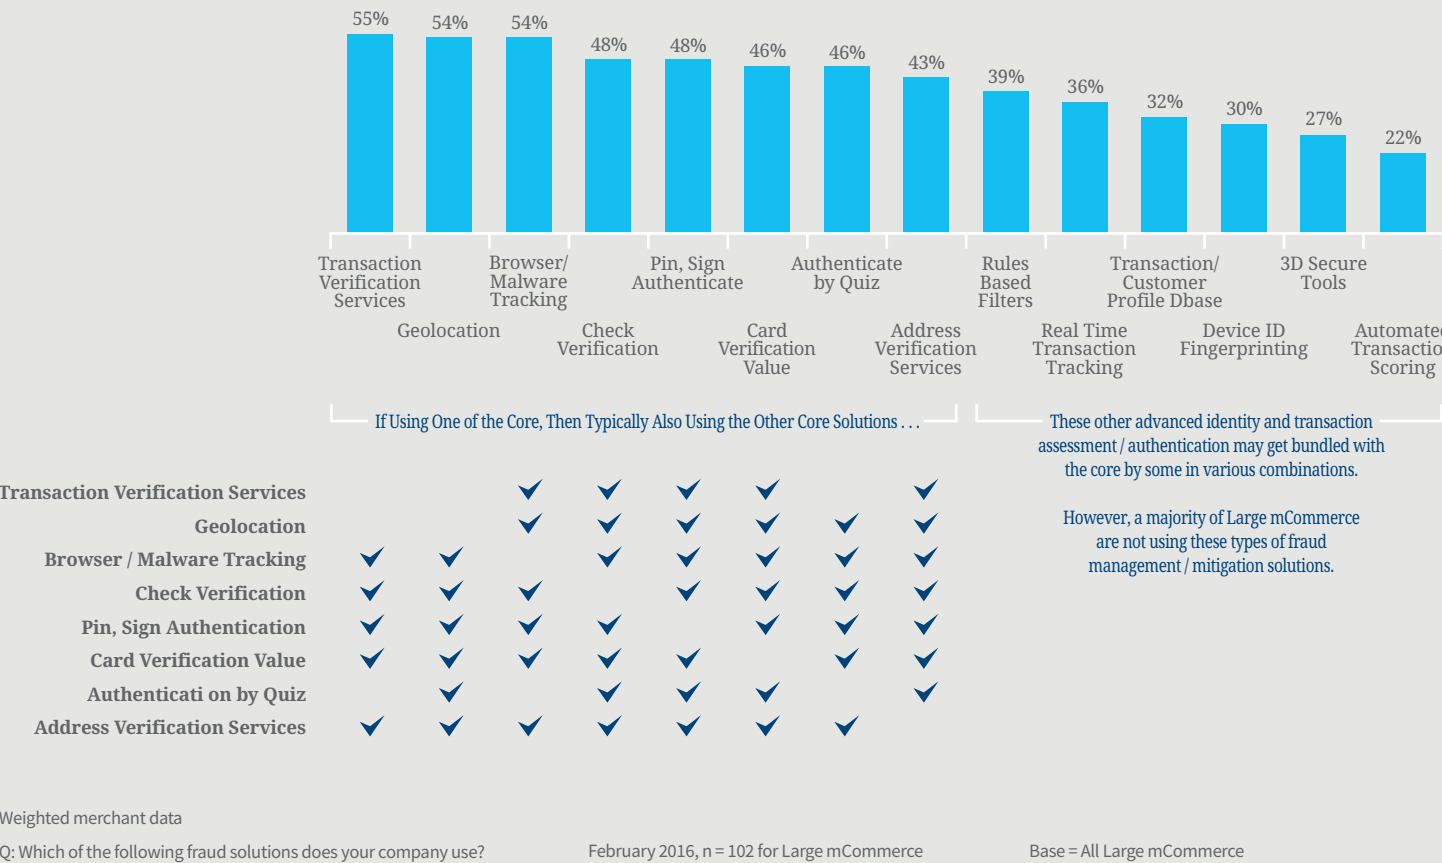 55%
54%
54%
48%
48%
46%
46%
43%
39%
36%
32%
30%
27%
22%
Transaction
Verification
Services
Geolocation
Browser/
Malware
Tracking
Check
Verification
Pin, Sign
Authenticate
Card
Verification
Value
Authenticate
by Quiz
Address
Verification
Services
Rules
Based
Filters
Real Time
Transaction
Tracking
Transaction/
Customer
Profile Dbase
Device ID
Fingerprinting
3D Secure
Tools
Automate
Transactio
Scoring
If Using One of the Core, Then Typically Also Using the Other Core Solutions . . .
These other advanced identity and transaction
assessment / authentication may get bundled with
the core by some in various combinations.
However, a majority of Large mCommerce
are not using these types of fraud
management / mitigation solutions.
Transaction Verification Services
Geolocation
Browser / Malware Tracking
Check Verification
Pin, Sign Authentication
Card Verification Value
Authenticati on by Quiz
Address Verification Services
Weighted merchant data
Q: Which of the following fraud solutions does your company use?
February 2016, n = 102 for Large mCommerce
Base = All Large mCommerce